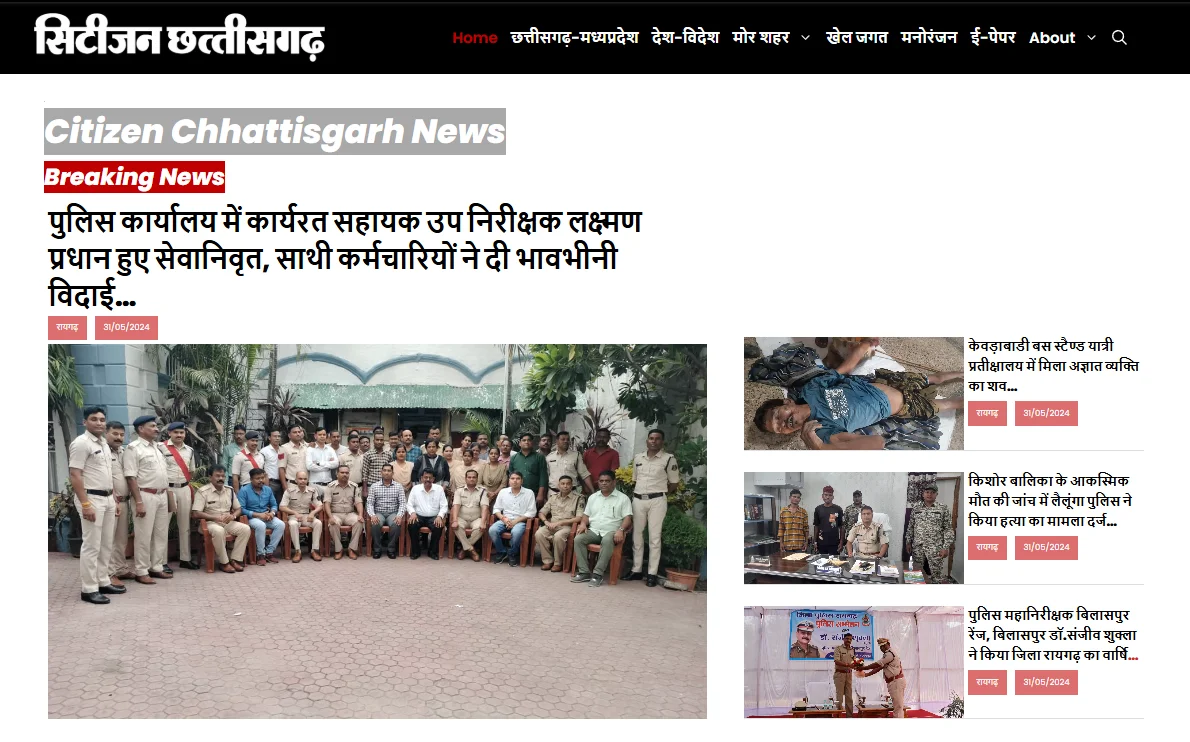 सिटीजन छत्तीसगढ़
Home छत्तीसगढ़-मध्यप्रदेश देश-विदेश मोर शहर खेल जगत मनोरंजन ई-पेपर About
Citizen Chhattisgarh News
Breaking News
पुलिस कार्यालय में कार्यरत सहायक उप निरीक्षक लक्ष्मण
प्रधान हुए सेवानिवृत, साथी कर्मचारियों ने दी भावभीनी
विदाई...
रायगढ़ 31/05/2024
केवड़ाबाडी बस स्टैण्ड यात्री
प्रतीक्षालय में मिला अज्ञात व्यक्ति
का शव...
रायगढ़ 31/05/2024
किशोर बालिका के आकस्मिक
मौत की जांच में लैलूंगा पुलिस ने
किया हत्या का मामला दर्ज...
रायगढ़ 31/05/2024
जिला पुलिस रायगढ़
पुलिस सम्मेलन
डॉ. संजीव शुक्ला
पुलिस महानिरीक्षक बिलासपुर
रेंज, बिलासपुर डॉ.संजीव शुक्ला
ने किया जिला रायगढ़ का वार्षि...
रायगढ़ 31/05/2024